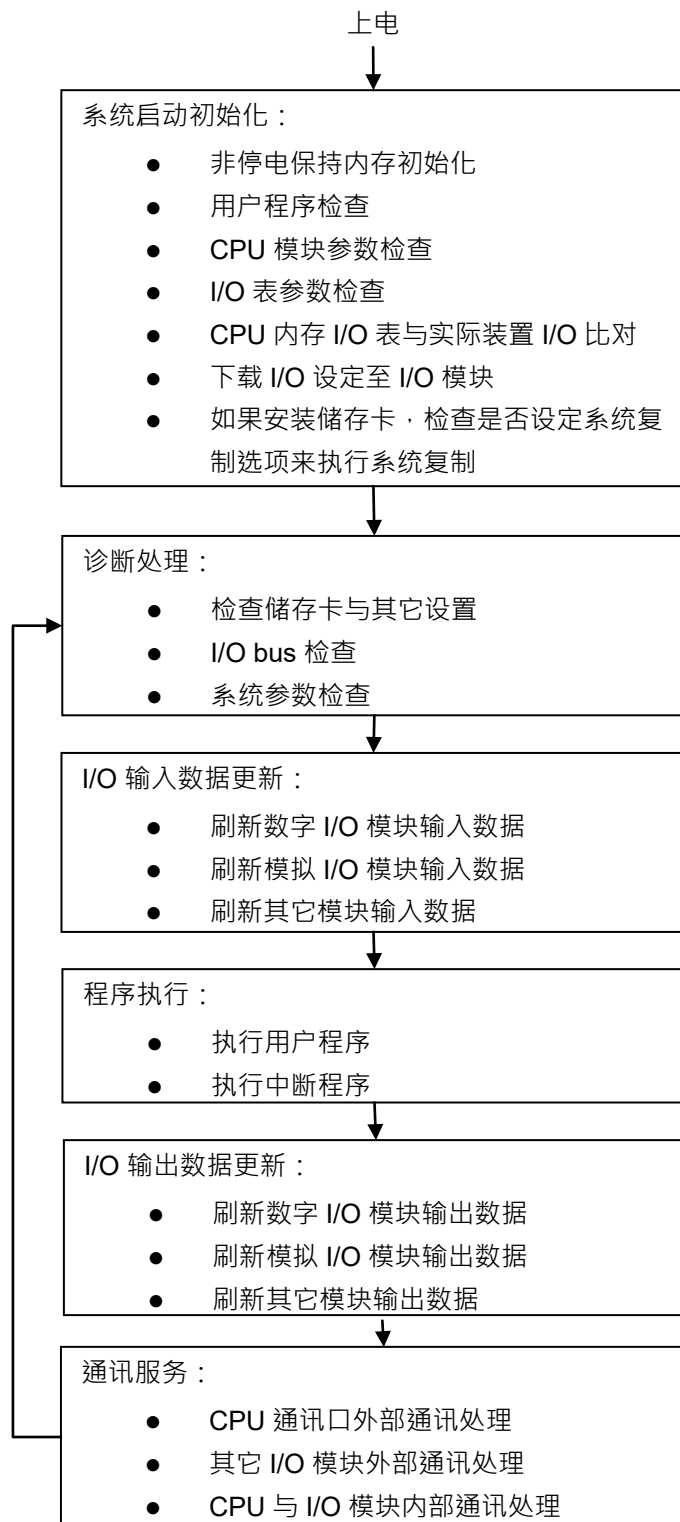 上电
系统启动初始化：
● 非停电保持内存初始化
● 用户程序检查
● CPU 模块参数检查
● I/O 表参数检查
● CPU 内存 I/O 表与实际装置 I/O 比对
● 下载 I/O 设定至 I/O 模块
● 如果安装储存卡，检查是否设定系统复
制选项来执行系统复制
诊断处理：
● 检查储存卡与其它设置
● I/O bus 检查
● 系统参数检查
I/O 输入数据更新：
● 刷新数字 I/O 模块输入数据
● 刷新模拟 I/O 模块输入数据
● 刷新其它模块输入数据
程序执行：
● 执行用户程序
● 执行中断程序
I/O 输出数据更新：
● 刷新数字 I/O 模块输出数据
● 刷新模拟 I/O 模块输出数据
● 刷新其它模块输出数据
通讯服务：
● CPU 通讯口外部通讯处理
● 其它 I/O 模块外部通讯处理
● CPU 与 I/O 模块内部通讯处理